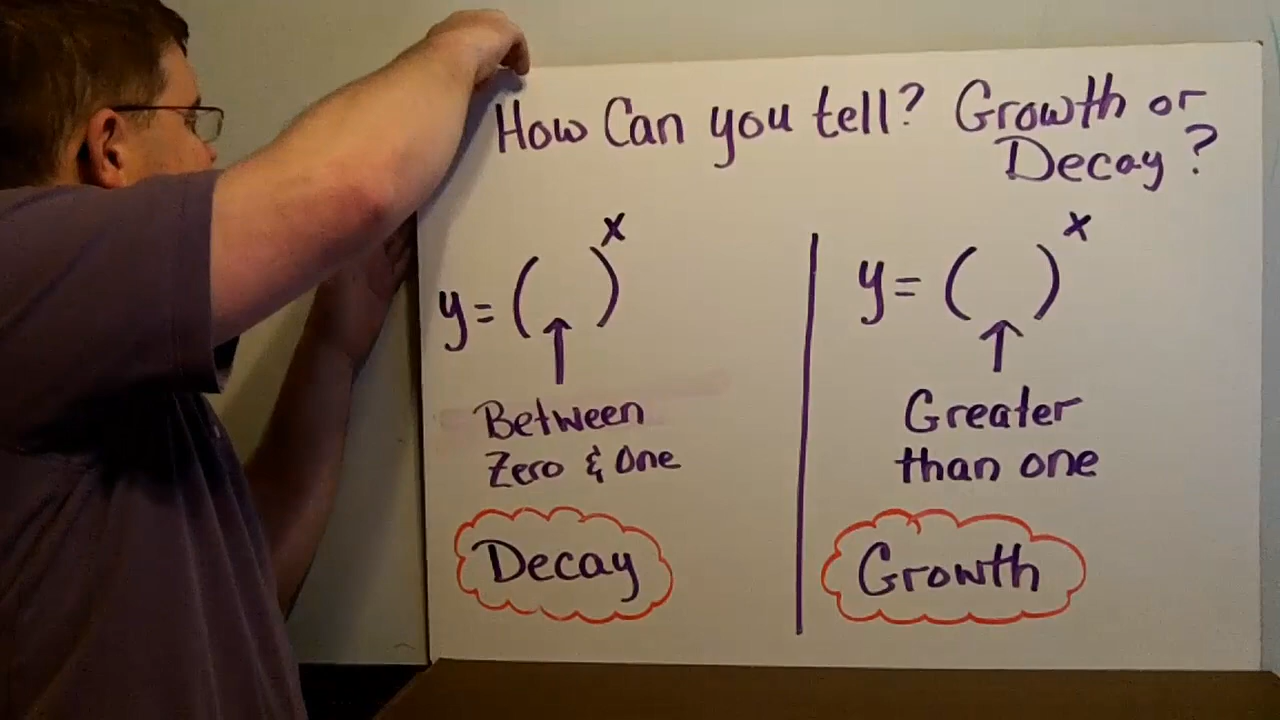 How Can you tell? Growth or
Decay?
y = ( )^x
↑
Between
Zero & One
Decay
y = ( )^x
↑
Greater
than one
Growth